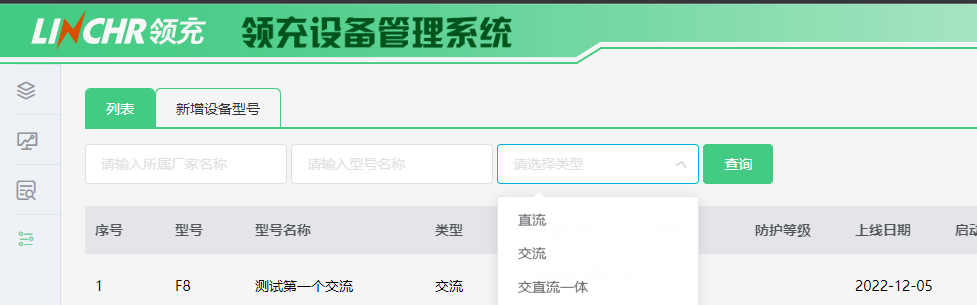 LINCHR领充 领充设备管理系统
列表 新增设备型号
请输入所属厂家名称 请输入型号名称 请选择类型 查询
直流
交流
交直流一体
序号 型号 型号名称 类型 防护等级 上线日期 启动
1 F8 测试第一个交流 交流 2022-12-05